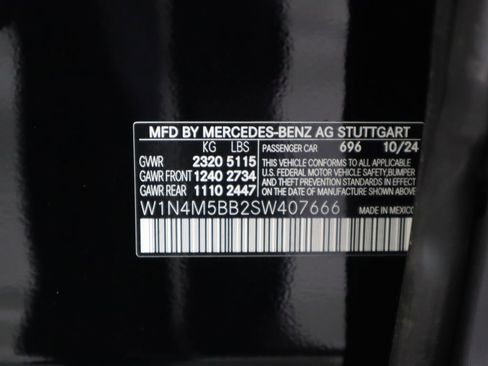 MFD BY MERCEDES-BENZ AG STUTTGART
KG LBS PASSENGER CAR 696 10/24
GVWR 2320 5115 THIS VEHICLE CONFORMS TO ALL APPLICABLE
GAWR FRONT 1240 2734 U.S. FEDERAL MOTOR VEHICLE SAFETY, BUMPER
GAWR REAR 1110 2447 AND THEFT PREVENTION STANDARDS IN EFFECT
ON THE DATE OF MANUFACTURE SHOWN ABOVE.
W1N4M5BB2SW407666 MADE IN MEXICO